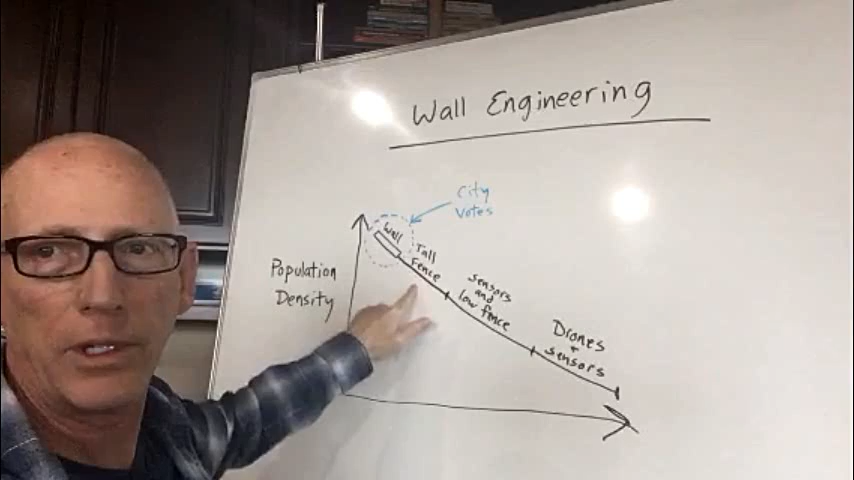 Wall Engineering
City
Votes
Wall
Tall
Fence
Population
Density
Sensors
and
low fence
Drones
+
sensors